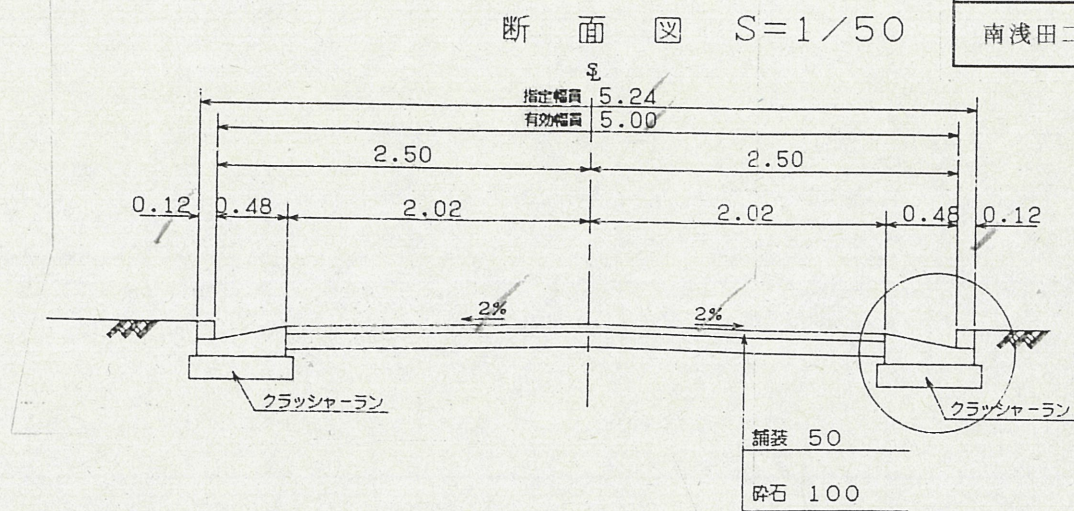 断面図 S=1/50
南浅田二
℄
指定幅員 5.24
有効幅員 5.00
2.50 2.50
0.12 0.48 2.02 2.02 0.48 0.12
2% 2%
クラッシャーラン クラッシャーラン
舗装 50
砕石 100